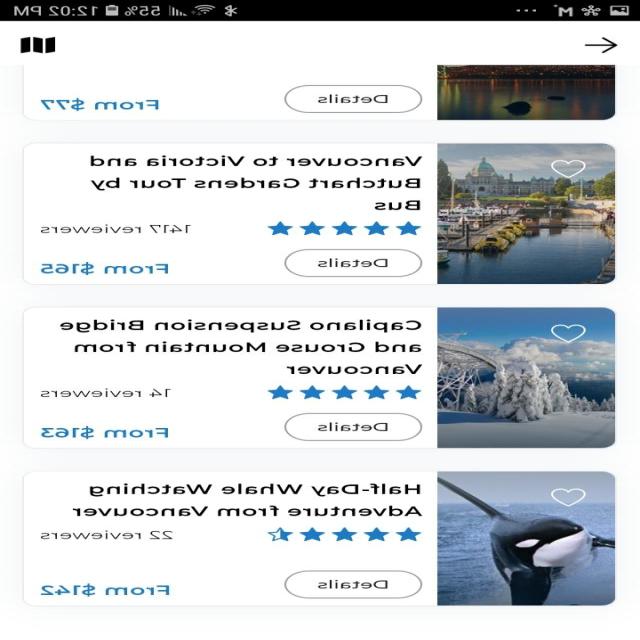 12:02 PM 55%
Details
From $77
Vancouver to Victoria and
Butchart Gardens Tour by
Bus
1417 reviewers
Details
From $165
Capilano Suspension Bridge
and Grouse Mountain from
Vancouver
14 reviewers
Details
From $163
Half-Day Whale Watching
Adventure from Vancouver
22 reviewers
Details
From $142